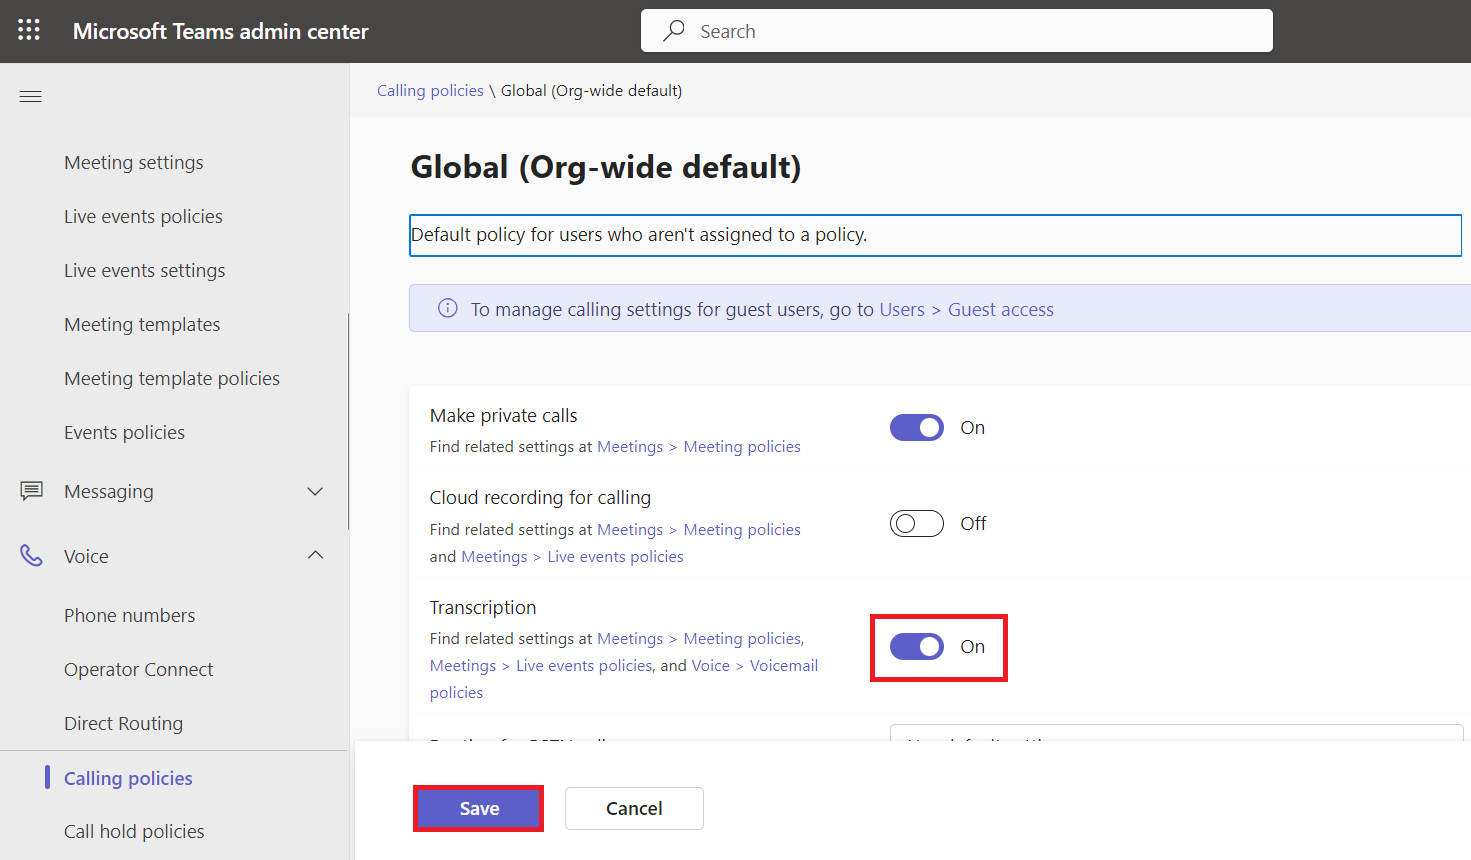 Microsoft Teams admin center
Search
Meeting settings
Live events policies
Live events settings
Meeting templates
Meeting template policies
Events policies
Messaging
Voice
Phone numbers
Operator Connect
Direct Routing
Calling policies
Call hold policies
Calling policies \ Global (Org-wide default)
Global (Org-wide default)
Default policy for users who aren't assigned to a policy.
To manage calling settings for guest users, go to Users > Guest access
Make private calls
On
Find related settings at Meetings > Meeting policies
Cloud recording for calling
Off
Find related settings at Meetings > Meeting policies
and Meetings > Live events policies
Transcription
On
Find related settings at Meetings > Meeting policies,
Meetings > Live events policies, and Voice > Voicemail
policies
Save
Cancel